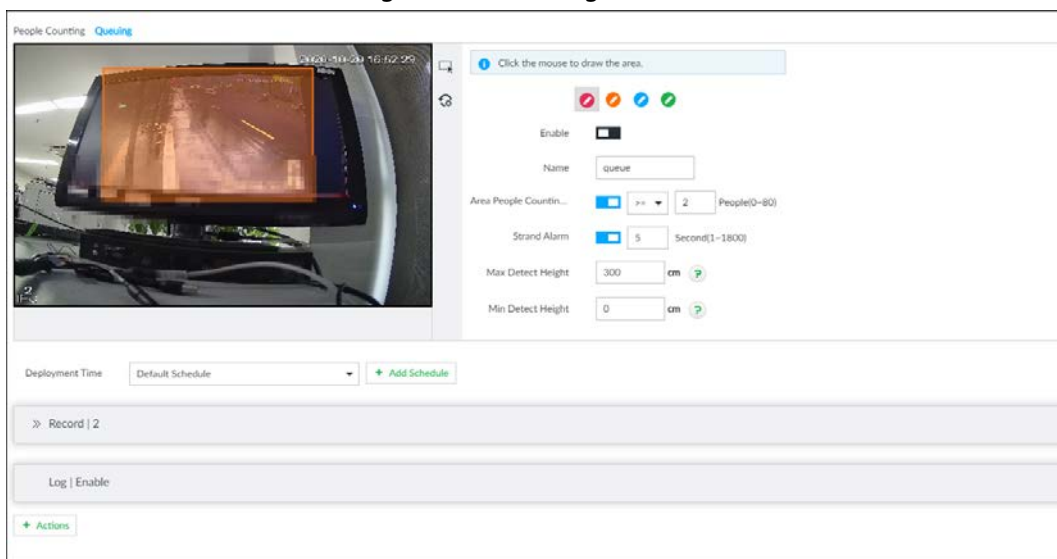 People Counting Queuing
2020-10-29 16:52:29
Click the mouse to draw the area.
Enable
Name queue
Area People Countin... >= 2 People(0~80)
Strand Alarm 5 Second(1~1800)
Max Detect Height 300 cm ?
Min Detect Height 0 cm ?
Deployment Time Default Schedule + Add Schedule
» Record | 2
Log | Enable
+ Actions